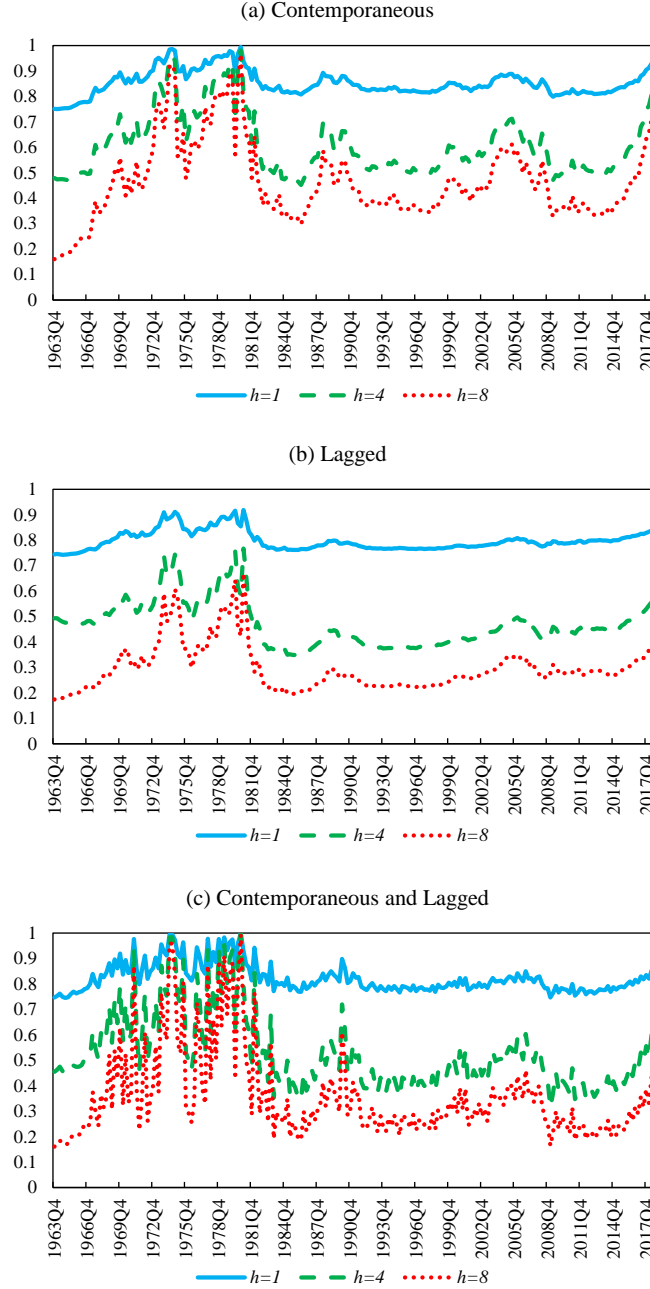 (a) Contemporaneous
1
0.9
0.8
0.7
0.6
0.5
0.4
0.3
0.2
0.1
0
1963Q4
1966Q4
1969Q4
1972Q4
1975Q4
1978Q4
1981Q4
1984Q4
1987Q4
1990Q4
1993Q4
1996Q4
1999Q4
2002Q4
2005Q4
2008Q4
2011Q4
2014Q4
2017Q4
h=1 h=4 h=8
(b) Lagged
1
0.9
0.8
0.7
0.6
0.5
0.4
0.3
0.2
0.1
0
1963Q4
1966Q4
1969Q4
1972Q4
1975Q4
1978Q4
1981Q4
1984Q4
1987Q4
1990Q4
1993Q4
1996Q4
1999Q4
2002Q4
2005Q4
2008Q4
2011Q4
2014Q4
2017Q4
h=1 h=4 h=8
(c) Contemporaneous and Lagged
1
0.9
0.8
0.7
0.6
0.5
0.4
0.3
0.2
0.1
0
1963Q4
1966Q4
1969Q4
1972Q4
1975Q4
1978Q4
1981Q4
1984Q4
1987Q4
1990Q4
1993Q4
1996Q4
1999Q4
2002Q4
2005Q4
2008Q4
2011Q4
2014Q4
2017Q4
h=1 h=4 h=8